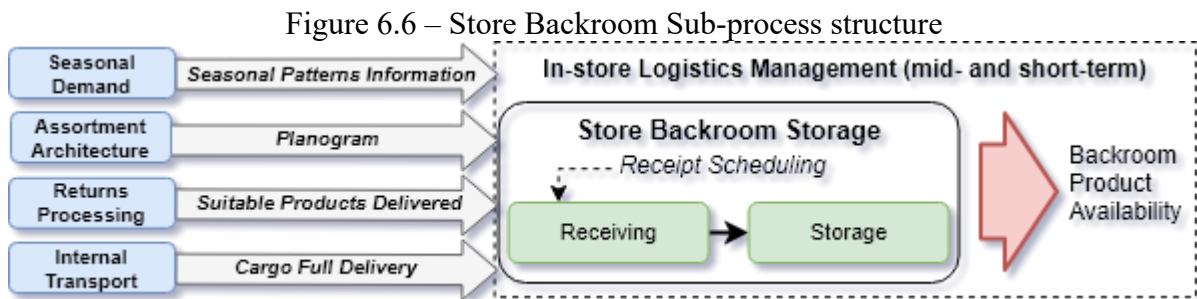 Figure 6.6 – Store Backroom Sub-process structure
Seasonal
Demand
Seasonal Patterns Information
In-store Logistics Management (mid- and short-term)
Assortment
Architecture
Planogram
Store Backroom Storage
Receipt Scheduling
Returns
Processing
Suitable Products Delivered
Receiving
Storage
Internal
Transport
Cargo Full Delivery
Backroom
Product
Availability